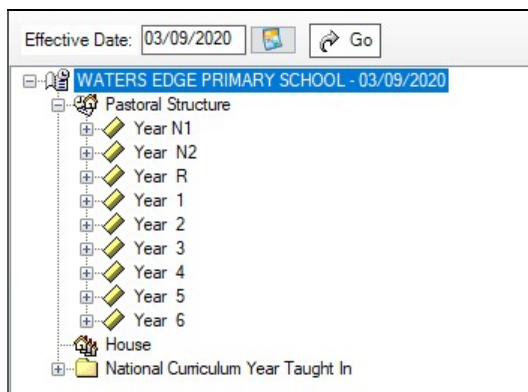 Effective Date: 03/09/2020 Go
WATERS EDGE PRIMARY SCHOOL - 03/09/2020
Pastoral Structure
Year N1
Year N2
Year R
Year 1
Year 2
Year 3
Year 4
Year 5
Year 6
House
National Curriculum Year Taught In